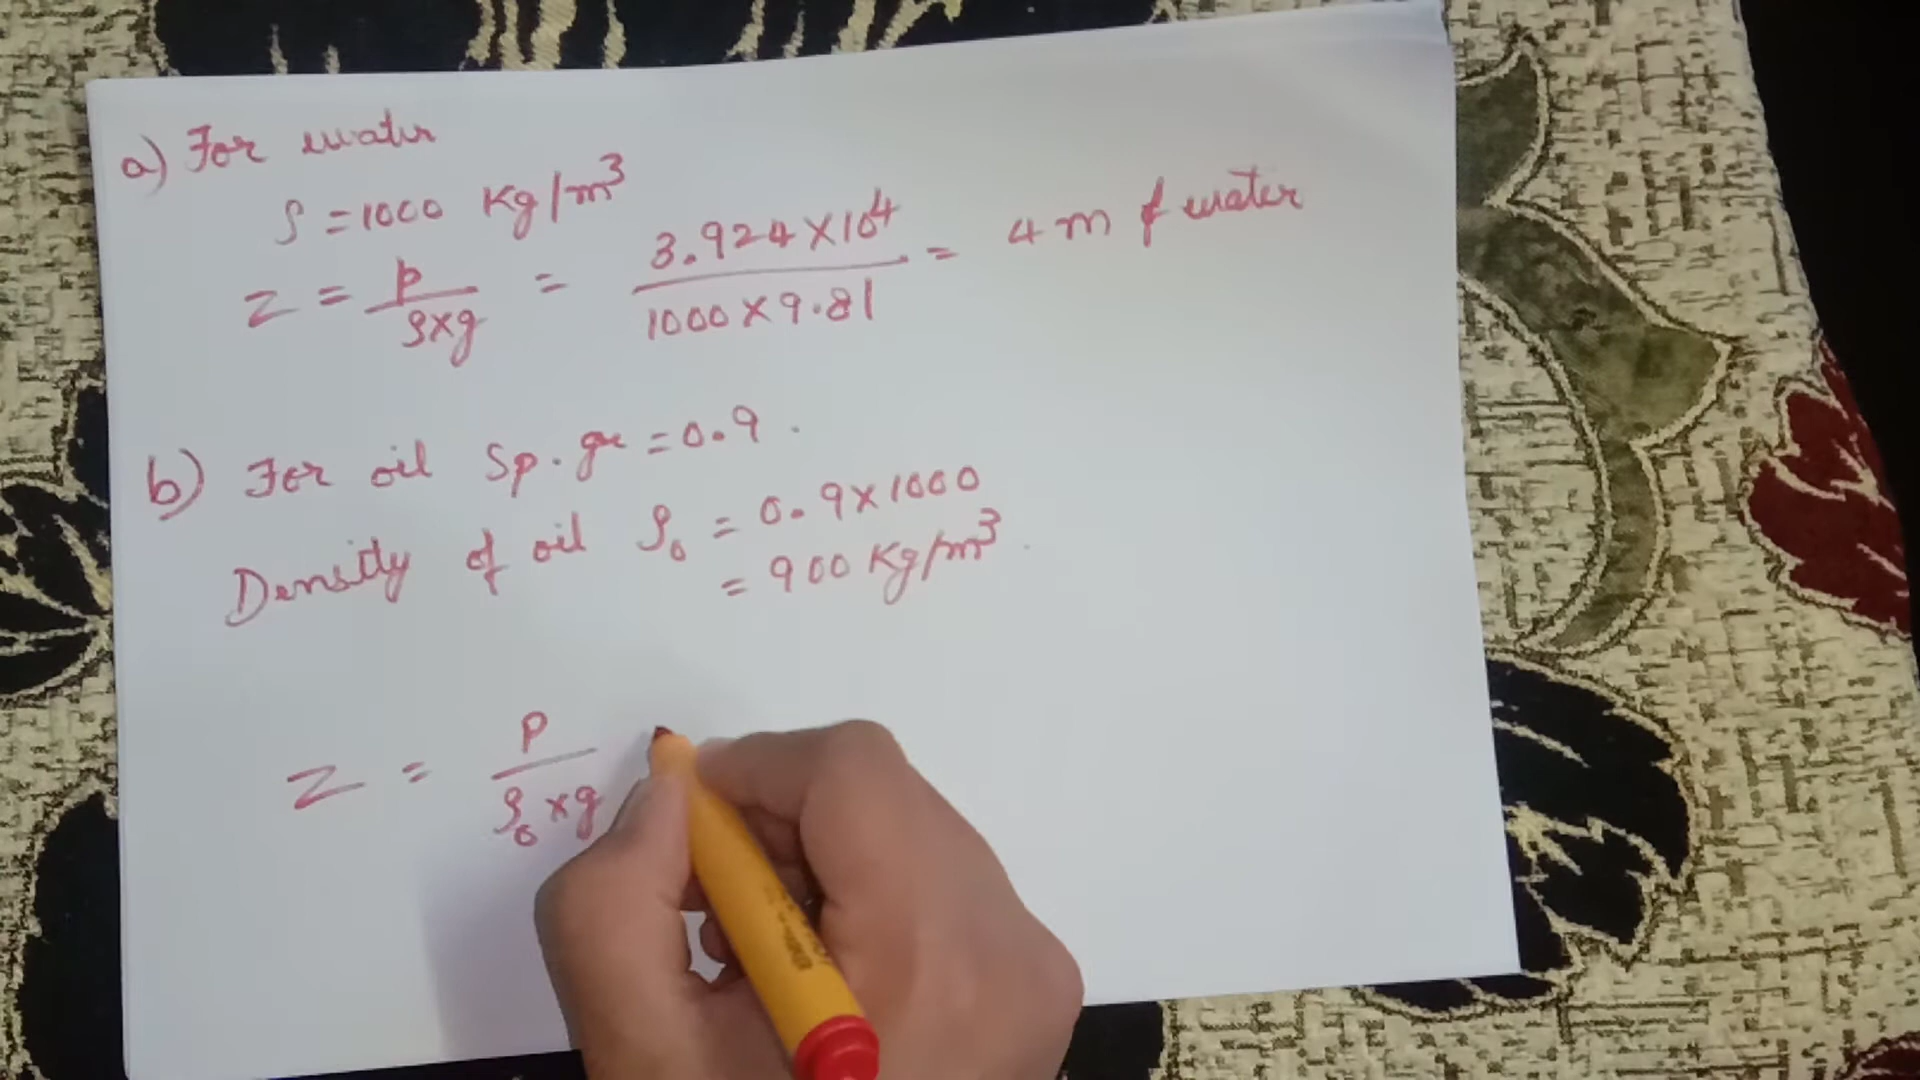 a) For water
ρ = 1000 Kg/m³
Z = p/ρ×g = 3.924×10⁴/1000×9.81 = 4 m of water
b) For oil Sp. gr = 0.9.
Density of oil ρ₀ = 0.9×1000
= 900 Kg/m³.
Z = P/ρ₀×g